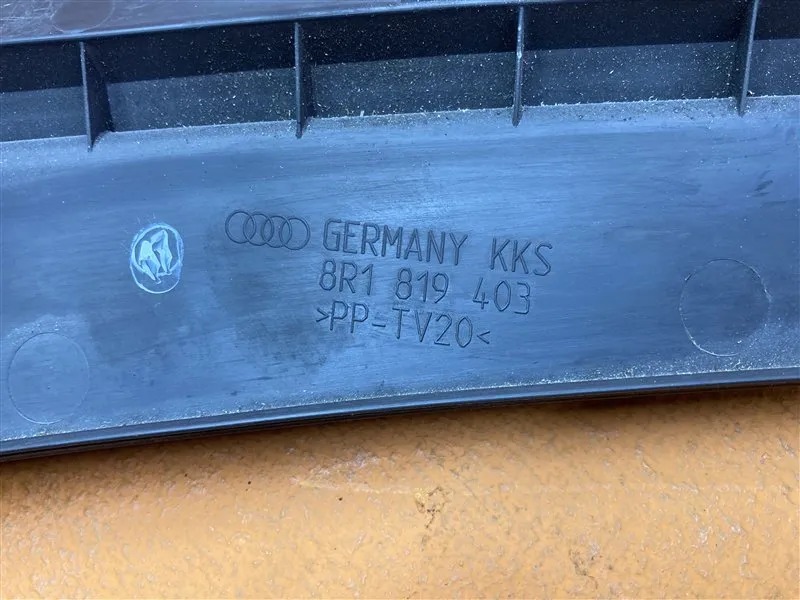 GERMANY KKS
8R1 819 403
>PP-TV20<